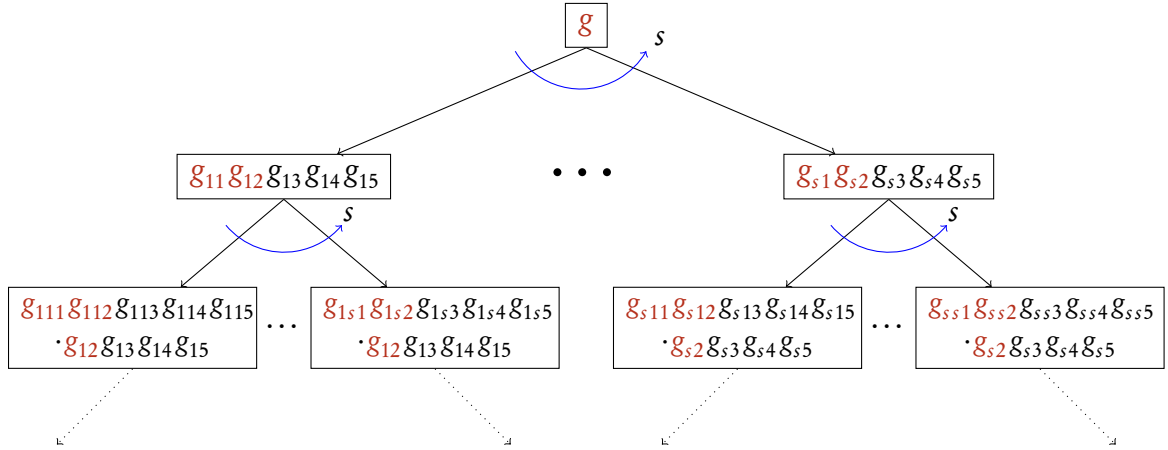 g
s
g₁₁g₁₂g₁₃g₁₄g₁₅ • • • gₛ₁gₛ₂gₛ₃gₛ₄gₛ₅
s s
g₁₁₁g₁₁₂g₁₁₃g₁₁₄g₁₁₅ ... g₁ₛ₁g₁ₛ₂g₁ₛ₃g₁ₛ₄g₁ₛ₅ gₛ₁₁gₛ₁₂gₛ₁₃gₛ₁₄gₛ₁₅ ... gₛₛ₁gₛₛ₂gₛₛ₃gₛₛ₄gₛₛ₅
·g₁₂g₁₃g₁₄g₁₅ ·g₁₂g₁₃g₁₄g₁₅ ·gₛ₂gₛ₃gₛ₄gₛ₅ ·gₛ₂gₛ₃gₛ₄gₛ₅